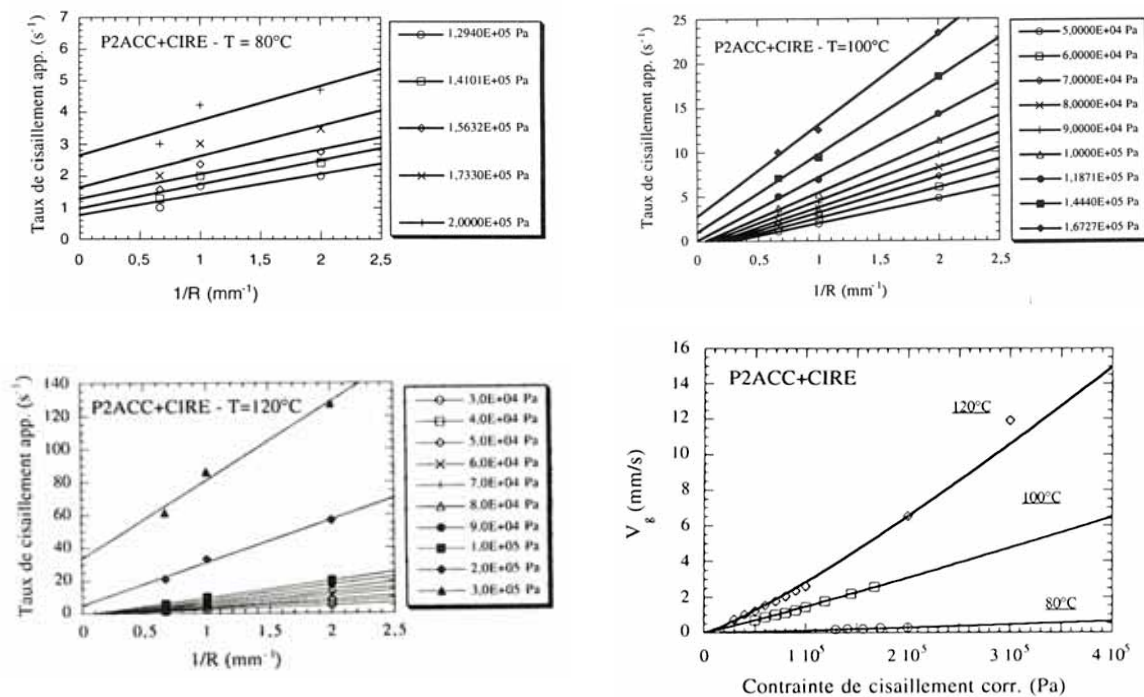 P2ACC+CIRE - T = 80°C
Taux de cisaillement app. (s⁻¹)
7
6
5
4
3
2
1
0
0 0,5 1 1,5 2 2,5
1/R (mm⁻¹)
1,2940E+05 Pa
1,4101E+05 Pa
1,5632E+05 Pa
1,7330E+05 Pa
2,0000E+05 Pa
P2ACC+CIRE - T=100°C
Taux de cisaillement app. (s⁻¹)
25
20
15
10
5
0
0 0,5 1 1,5 2 2,5
1/R (mm⁻¹)
5,0000E+04 Pa
6,0000E+04 Pa
7,0000E+04 Pa
8,0000E+04 Pa
9,0000E+04 Pa
1,0000E+05 Pa
1,1871E+05 Pa
1,4440E+05 Pa
1,6727E+05 Pa
P2ACC+CIRE - T=120°C
Taux de cisaillement app. (s⁻¹)
140
120
100
80
60
40
20
0
0 0,5 1 1,5 2 2,5
1/R (mm⁻¹)
3.0E+04 Pa
4.0E+04 Pa
5.0E+04 Pa
6.0E+04 Pa
7.0E+04 Pa
8.0E+04 Pa
9.0E+04 Pa
1.0E+05 Pa
2.0E+05 Pa
3.0E+05 Pa
P2ACC+CIRE
V_g (mm/s)
16
14
12
10
8
6
4
2
0
120°C
100°C
80°C
0 1 10⁵ 2 10⁵ 3 10⁵ 4 10⁵
Contrainte de cisaillement corr. (Pa)